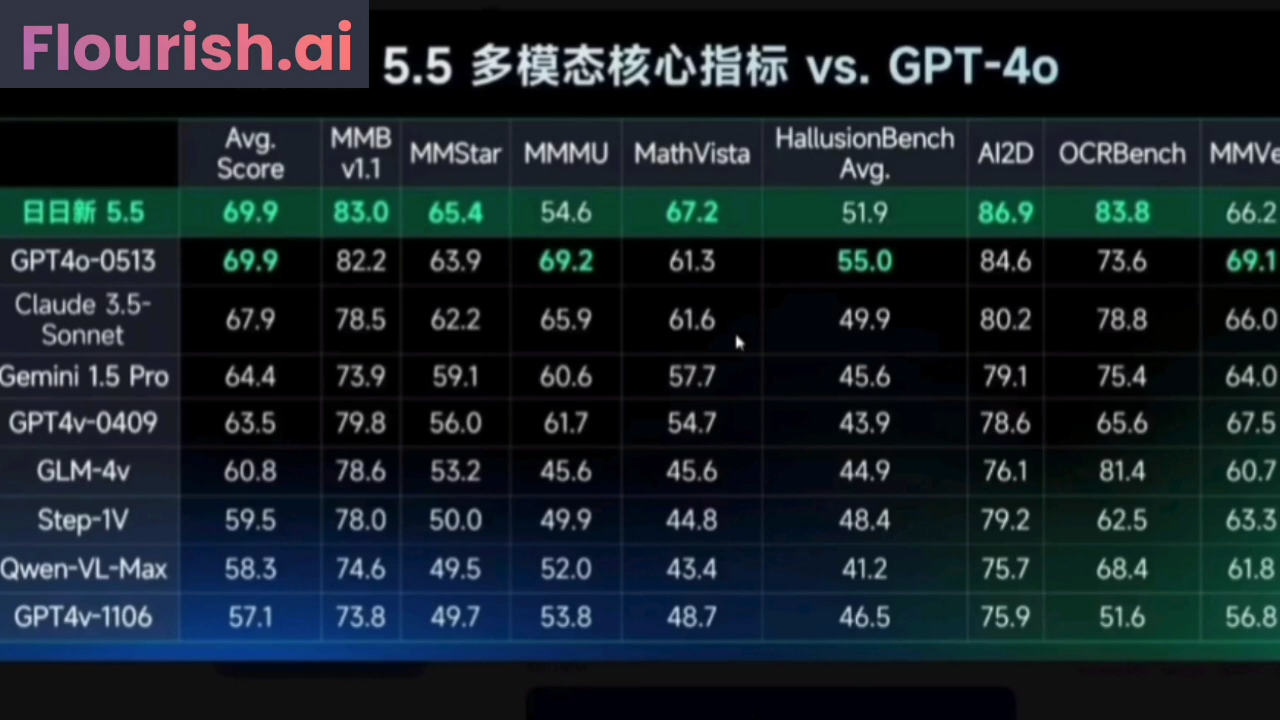 Flourish.ai
5.5 多模态核心指标 vs. GPT-4o
Avg. Score MMB v1.1 MMStar MMMU MathVista HallusionBench Avg. AI2D OCRBench MMVe
日日新 5.5 69.9 83.0 65.4 54.6 67.2 51.9 86.9 83.8 66.2
GPT4o-0513 69.9 82.2 63.9 69.2 61.3 55.0 84.6 73.6 69.1
Claude 3.5-Sonnet 67.9 78.5 62.2 65.9 61.6 49.9 80.2 78.8 66.0
Gemini 1.5 Pro 64.4 73.9 59.1 60.6 57.7 45.6 79.1 75.4 64.0
GPT4v-0409 63.5 79.8 56.0 61.7 54.7 43.9 78.6 65.6 67.5
GLM-4v 60.8 78.6 53.2 45.6 45.6 44.9 76.1 81.4 60.7
Step-1V 59.5 78.0 50.0 49.9 44.8 48.4 79.2 62.5 63.3
Qwen-VL-Max 58.3 74.6 49.5 52.0 43.4 41.2 75.7 68.4 61.8
GPT4v-1106 57.1 73.8 49.7 53.8 48.7 46.5 75.9 51.6 56.8